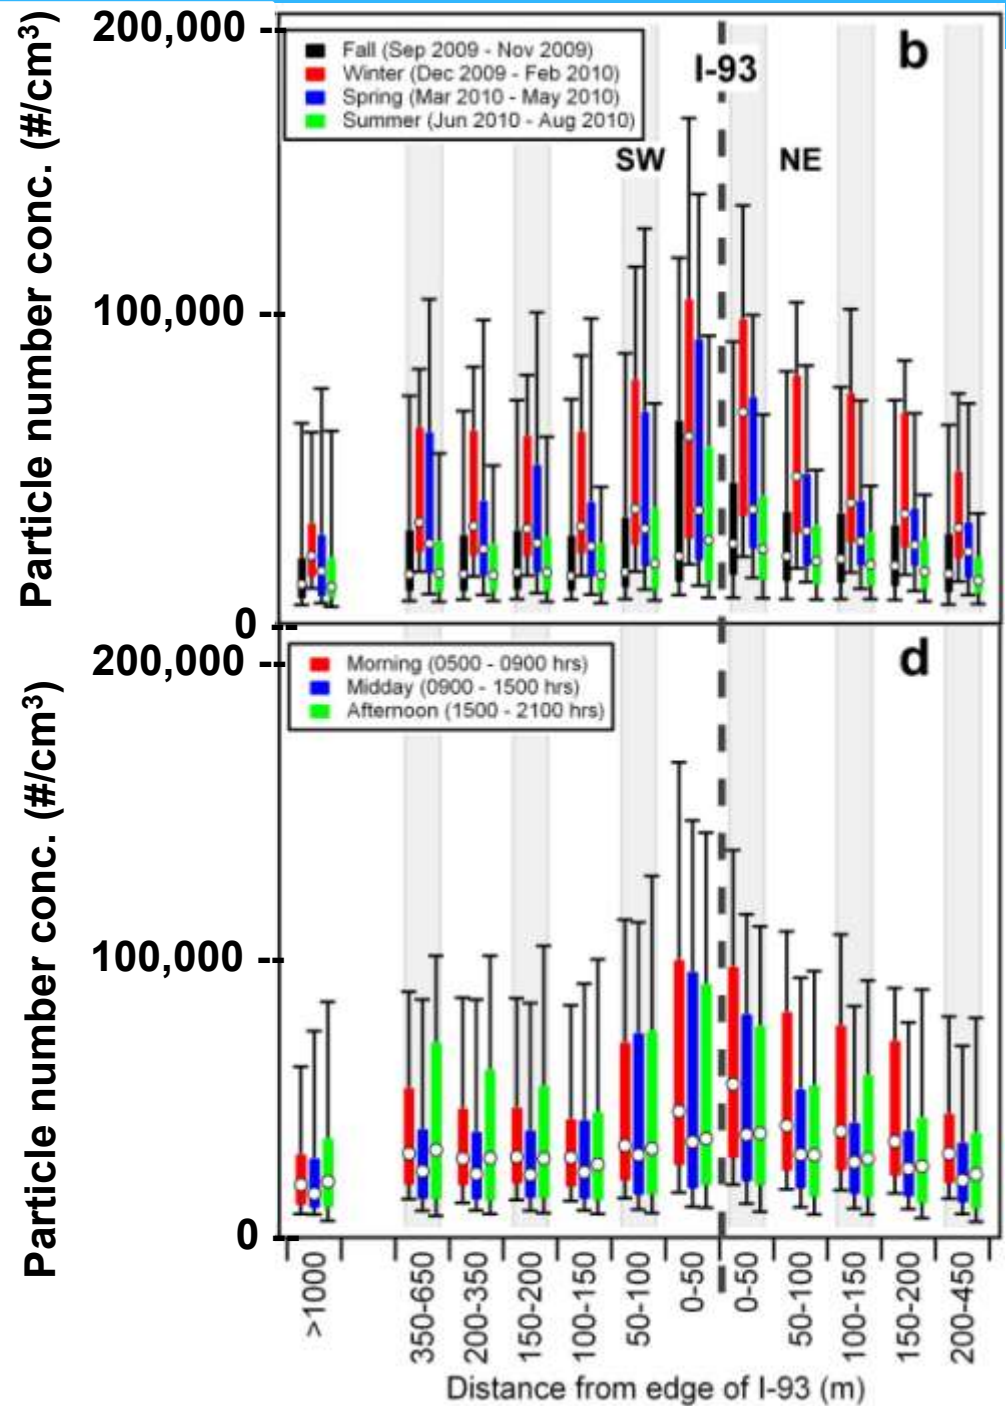 Particle number conc. (#/cm³)
200,000
100,000
0
Fall (Sep 2009 - Nov 2009)
Winter (Dec 2009 - Feb 2010)
Spring (Mar 2010 - May 2010)
Summer (Jun 2010 - Aug 2010)
b
I-93
SW
NE
Particle number conc. (#/cm³)
200,000
100,000
0
Morning (0500 - 0900 hrs)
Midday (0900 - 1500 hrs)
Afternoon (1500 - 2100 hrs)
d
>1000
350-650
200-350
150-200
100-150
50-100
0-50
0-50
50-100
100-150
150-200
200-450
Distance from edge of I-93 (m)